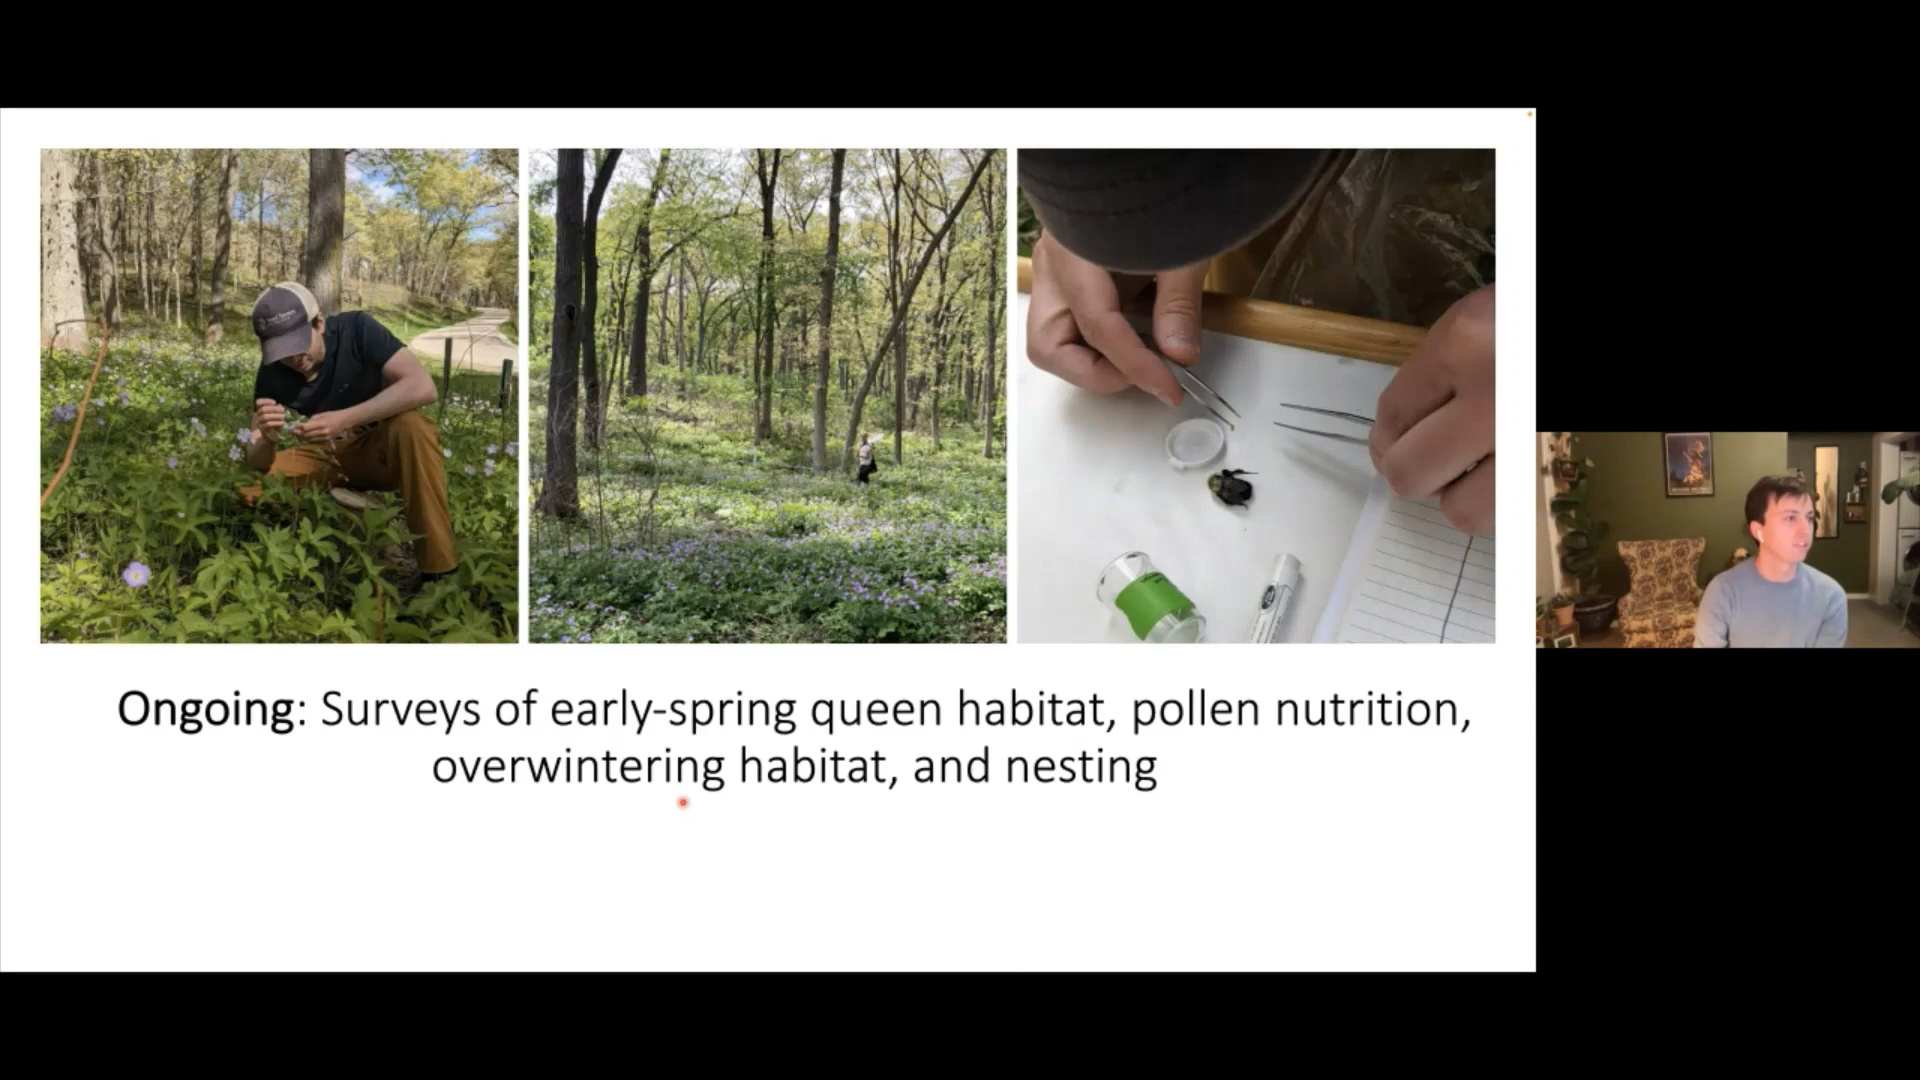 Ongoing: Surveys of early-spring queen habitat, pollen nutrition,
overwintering habitat, and nesting